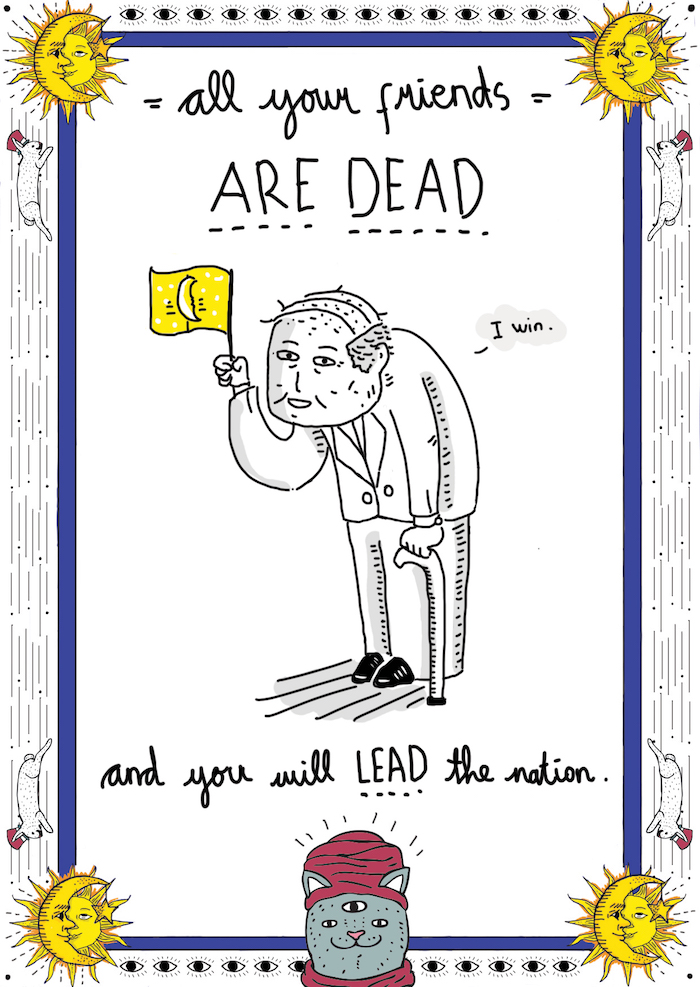 = all your friends =
ARE DEAD
I win.
and you will LEAD the nation.